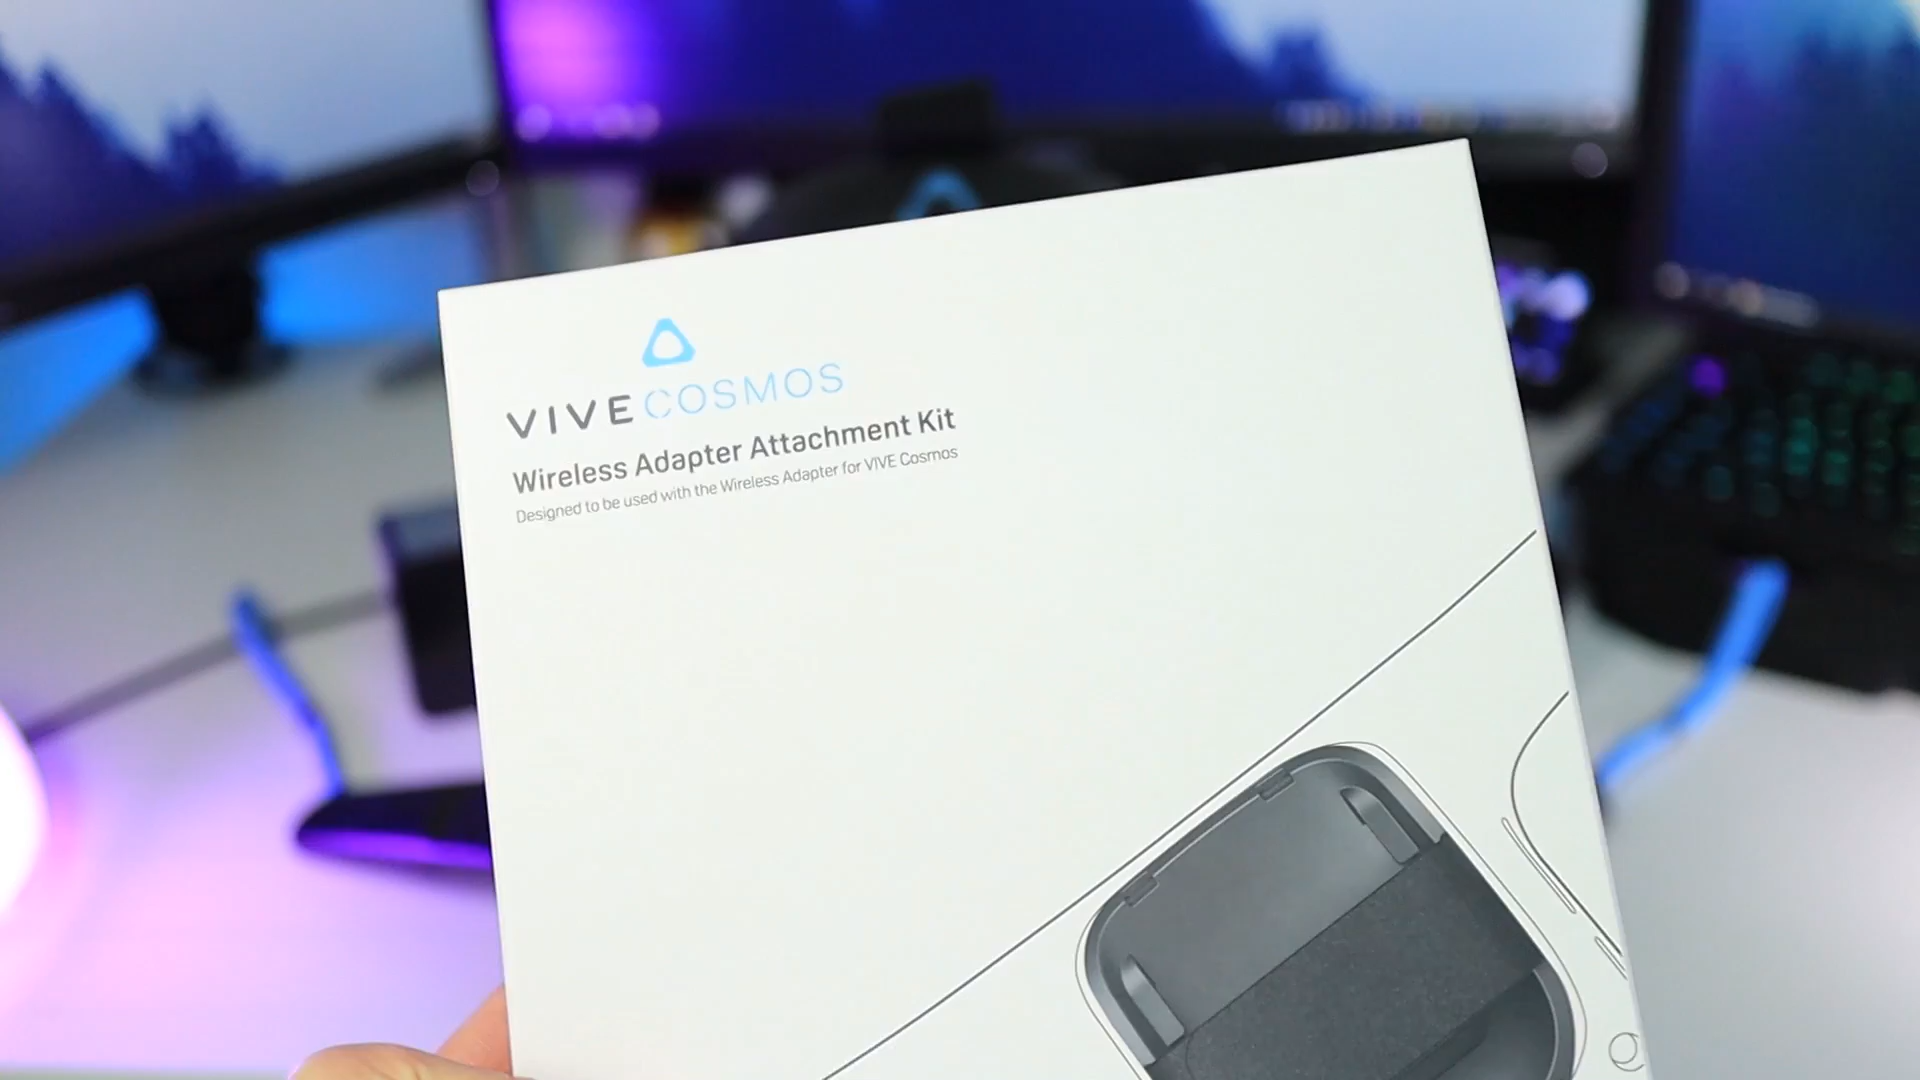 VIVE COSMOS
Wireless Adapter Attachment Kit
Designed to be used with the Wireless Adapter for VIVE Cosmos